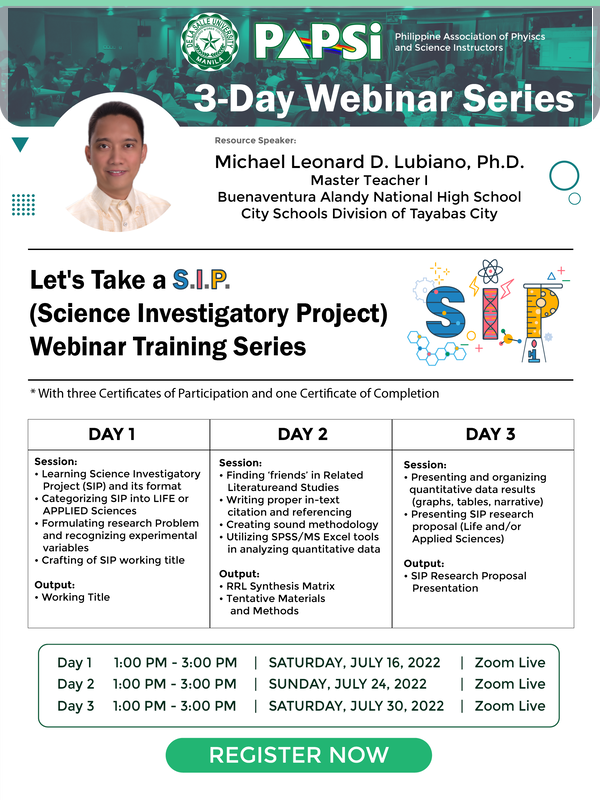 DE LA SALLE UNIVERSITY
MANILA
PAPSi
Philippine Association of Phyiscs
and Science Instructors
3-Day Webinar Series
Resource Speaker:
Michael Leonard D. Lubiano, Ph.D.
Master Teacher I
Buenaventura Alandy National High School
City Schools Division of Tayabas City
Let's Take a S.I.P.
(Science Investigatory Project)
Webinar Training Series
SIP
* With three Certificates of Participation and one Certificate of Completion
DAY 1
Session:
• Learning Science Investigatory
Project (SIP) and its format
• Categorizing SIP into LIFE or
APPLIED Sciences
• Formulating research Problem
and recognizing experimental
variables
• Crafting of SIP working title
Output:
• Working Title
DAY 2
Session:
• Finding ‘friends’ in Related
Literatureand Studies
• Writing proper in-text
citation and referencing
• Creating sound methodology
• Utilizing SPSS/MS Excel tools
in analyzing quantitative data
Output:
• RRL Synthesis Matrix
• Tentative Materials
and Methods
DAY 3
Session:
• Presenting and organizing
quantitative data results
(graphs, tables, narrative)
• Presenting SIP research
proposal (Life and/or
Applied Sciences)
Output:
• SIP Research Proposal
Presentation
Day 1 1:00 PM - 3:00 PM | SATURDAY, JULY 16, 2022 | Zoom Live
Day 2 1:00 PM - 3:00 PM | SUNDAY, JULY 24, 2022 | Zoom Live
Day 3 1:00 PM - 3:00 PM | SATURDAY, JULY 30, 2022 | Zoom Live
REGISTER NOW